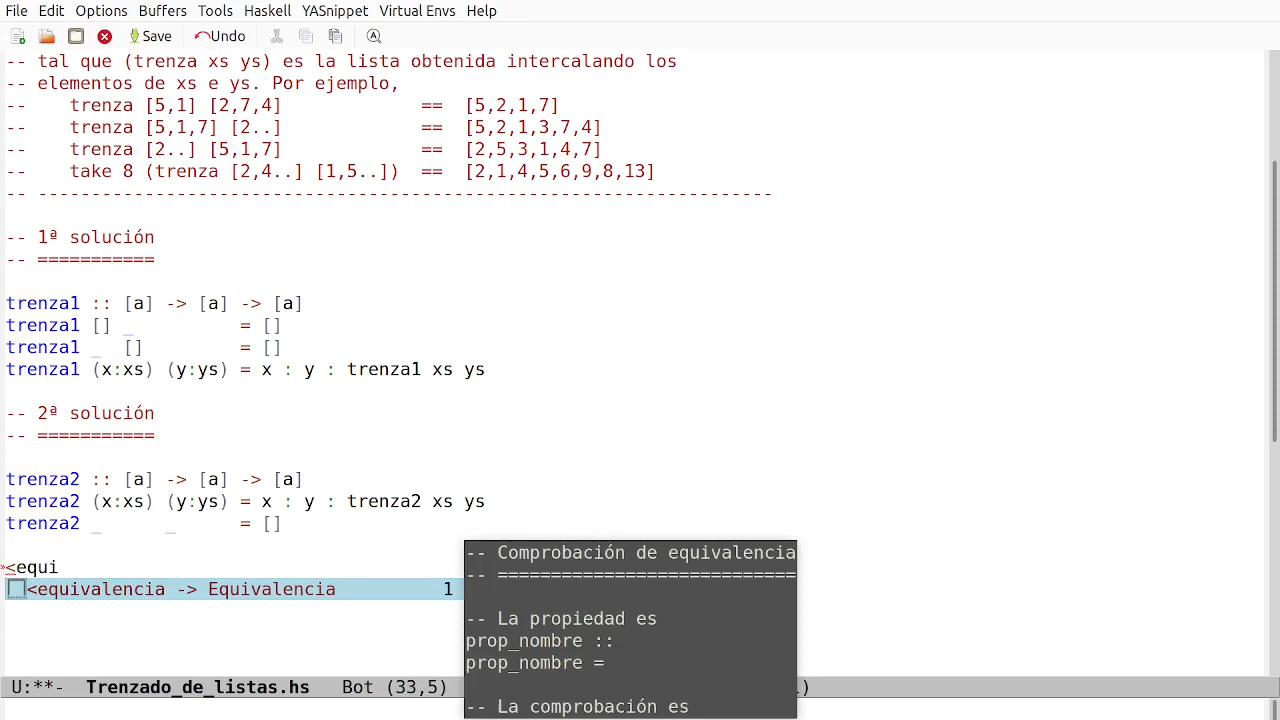 File Edit Options Buffers Tools Haskell YASnippet Virtual Envs Help
Save Undo
-- tal que (trenza xs ys) es la lista obtenida intercalando los
-- elementos de xs e ys. Por ejemplo,
--    trenza [5,1] [2,7,4]             ==  [5,2,1,7]
--    trenza [5,1,7] [2..]             ==  [5,2,1,3,7,4]
--    trenza [2..] [5,1,7]             ==  [2,5,3,1,4,7]
--    take 8 (trenza [2,4..] [1,5..])  ==  [2,1,4,5,6,9,8,13]
-- ---------------------------------------------------------------------
-- 1ª solución
-- ===========
trenza1 :: [a] -> [a] -> [a]
trenza1 [] _          = []
trenza1 _  []         = []
trenza1 (x:xs) (y:ys) = x : y : trenza1 xs ys
-- 2ª solución
-- ===========
trenza2 :: [a] -> [a] -> [a]
trenza2 (x:xs) (y:ys) = x : y : trenza2 xs ys
trenza2 _      _      = []
<equi
<equivalencia -> Equivalencia 1
-- Comprobación de equivalencia
-- ============================
-- La propiedad es
prop_nombre ::
prop_nombre =
-- La comprobación es
U:**-  Trenzado_de_listas.hs   Bot (33,5)